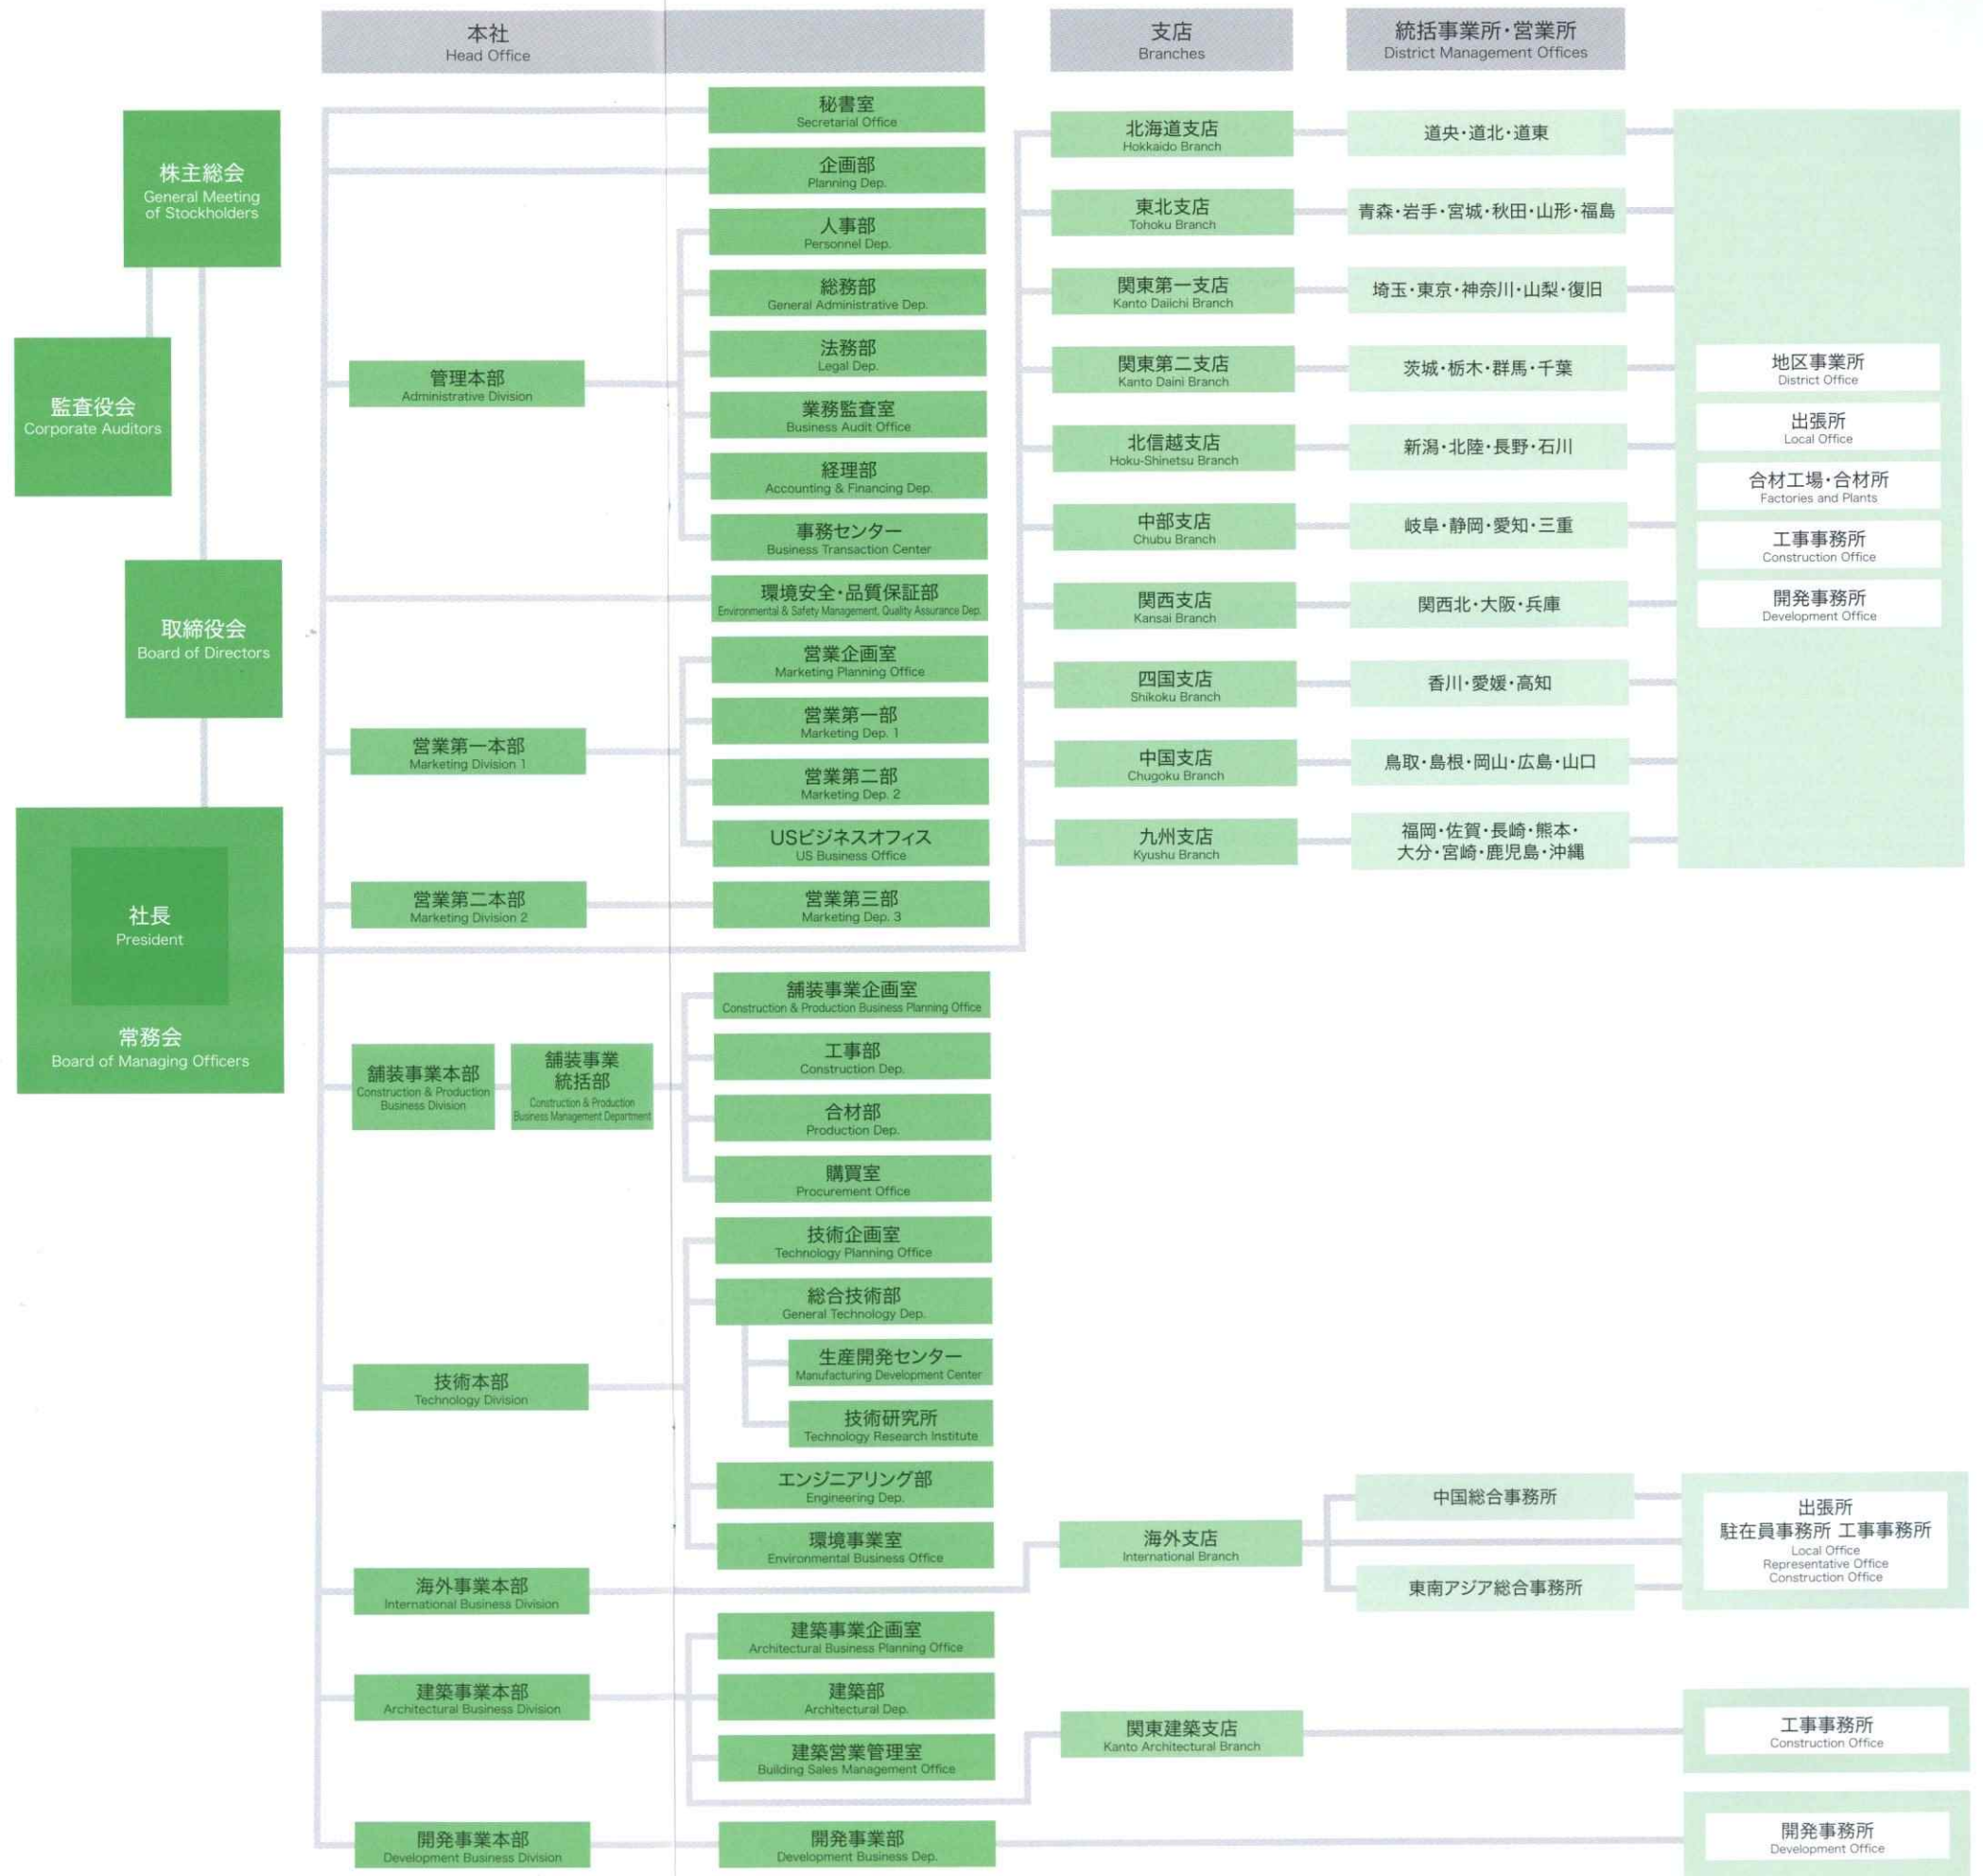 本社
Head Office
支店
Branches
統括事業所・営業所
District Management Offices
株主総会
General Meeting
of Stockholders
監査役会
Corporate Auditors
取締役会
Board of Directors
社長
President
常務会
Board of Managing Officers
秘書室
Secretarial Office
企画部
Planning Dep.
管理本部
Administrative Division
人事部
Personnel Dep.
総務部
General Administrative Dep.
法務部
Legal Dep.
業務監査室
Business Audit Office
経理部
Accounting & Financing Dep.
事務センター
Business Transaction Center
環境安全・品質保証部
Environmental & Safety Management, Quality Assurance Dep.
営業第一本部
Marketing Division 1
営業企画室
Marketing Planning Office
営業第一部
Marketing Dep. 1
営業第二部
Marketing Dep. 2
USビジネスオフィス
US Business Office
営業第二本部
Marketing Division 2
営業第三部
Marketing Dep. 3
舗装事業本部
Construction & Production
Business Division
舗装事業
統括部
Construction & Production
Business Management Department
舗装事業企画室
Construction & Production Business Planning Office
工事部
Construction Dep.
合材部
Production Dep.
購買室
Procurement Office
技術本部
Technology Division
技術企画室
Technology Planning Office
総合技術部
General Technology Dep.
生産開発センター
Manufacturing Development Center
技術研究所
Technology Research Institute
エンジニアリング部
Engineering Dep.
環境事業室
Environmental Business Office
海外事業本部
International Business Division
建築事業本部
Architectural Business Division
建築事業企画室
Architectural Business Planning Office
建築部
Architectural Dep.
建築営業管理室
Building Sales Management Office
開発事業本部
Development Business Division
開発事業部
Development Business Dep.
北海道支店
Hokkaido Branch
道央・道北・道東
東北支店
Tohoku Branch
青森・岩手・宮城・秋田・山形・福島
関東第一支店
Kanto Daiichi Branch
埼玉・東京・神奈川・山梨・復旧
関東第二支店
Kanto Daini Branch
茨城・栃木・群馬・千葉
北信越支店
Hoku-Shinetsu Branch
新潟・北陸・長野・石川
中部支店
Chubu Branch
岐阜・静岡・愛知・三重
関西支店
Kansai Branch
関西北・大阪・兵庫
四国支店
Shikoku Branch
香川・愛媛・高知
中国支店
Chugoku Branch
鳥取・島根・岡山・広島・山口
九州支店
Kyushu Branch
福岡・佐賀・長崎・熊本・
大分・宮崎・鹿児島・沖縄
地区事業所
District Office
出張所
Local Office
合材工場・合材所
Factories and Plants
工事事務所
Construction Office
開発事務所
Development Office
海外支店
International Branch
中国総合事務所
東南アジア総合事務所
出張所
駐在員事務所 工事事務所
Local Office
Representative Office
Construction Office
関東建築支店
Kanto Architectural Branch
工事事務所
Construction Office
開発事務所
Development Office